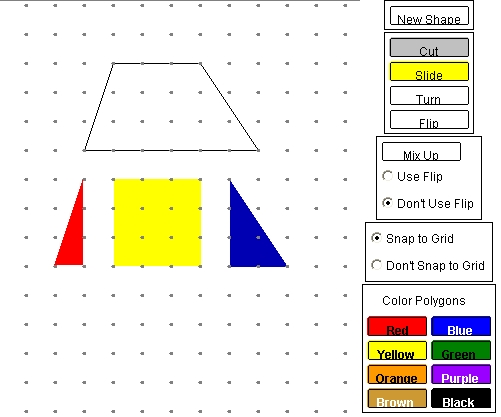 New Shape
Cut
Slide
Turn
Flip
Mix Up
Use Flip
Don't Use Flip
Snap to Grid
Don't Snap to Grid
Color Polygons
Red Blue
Yellow Green
Orange Purple
Brown Black